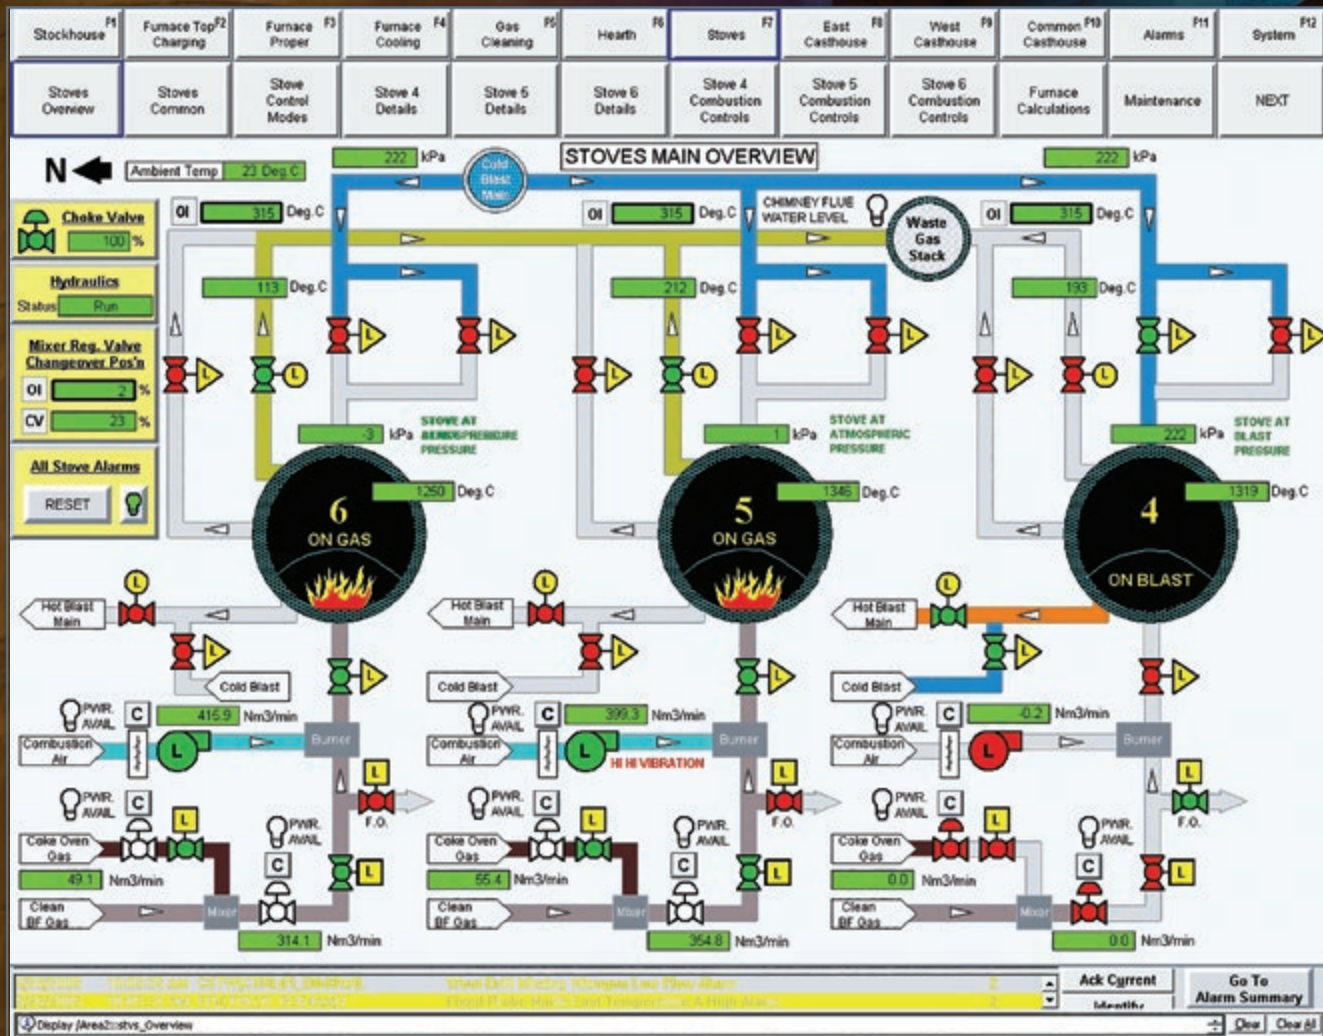 Stockhouse F1
Furnace Top F2
Charging
Furnace F3
Proper
Furnace F4
Cooling
Gas F5
Cleaning
Hearth F6
Stoves F7
East F8
Casthouse
West F9
Casthouse
Common F10
Casthouse
Alarms F11
System F12
Stoves
Overview
Stoves
Common
Stove
Control
Modes
Stove 4
Details
Stove 5
Details
Stove 6
Details
Stove 4
Combustion
Controls
Stove 5
Combustion
Controls
Stove 6
Combustion
Controls
Furnace
Calculations
Maintenance
NEXT
N
Ambient Temp 23 Deg.C
222 kPa
Cold
Blast
Main
STOVES MAIN OVERVIEW
222 kPa
Choke Valve
100 %
OI 315 Deg.C
OI 315 Deg.C
CHIMNEY FLUE
WATER LEVEL
Waste
Gas
Stack
OI 315 Deg.C
Hydraulics
Status Run
113 Deg.C
212 Deg.C
193 Deg.C
Mixer Reg. Valve
Changeover Pos'n
OI 2 %
CV 23 %
L L L L L L
L L L L L L
-3 kPa
STOVE AT
PRESSURE
1 kPa
STOVE AT
ATMOSPHERIC
PRESSURE
222 kPa
STOVE AT
BLAST
PRESSURE
All Stove Alarms
RESET
1250 Deg.C
1346 Deg.C
1319 Deg.C
6
ON GAS
5
ON GAS
4
ON BLAST
L L L
Hot Blast
Main
Hot Blast
Main
Hot Blast
Main
L L L L L L
Cold Blast
Cold Blast
Cold Blast
PWR.
AVAIL
C
415.9 Nm3/min
PWR.
AVAIL
C
399.3 Nm3/min
PWR.
AVAIL
C
-0.2 Nm3/min
Combustion
Air
L
Burner
Combustion
Air
L
HI HI VIBRATION
Burner
Combustion
Air
L
Burner
L
F.O.
L
F.O.
L
F.O.
PWR.
AVAIL
C
L
PWR.
AVAIL
PWR.
AVAIL
C
L
PWR.
AVAIL
PWR.
AVAIL
C
L
PWR.
AVAIL
Coke Oven
Gas
C
L
Coke Oven
Gas
C
L
Coke Oven
Gas
C
L
49.1 Nm3/min
55.4 Nm3/min
0.0 Nm3/min
Clean
BF Gas
Mixer
Clean
BF Gas
Mixer
Clean
BF Gas
Mixer
314.1 Nm3/min
354.8 Nm3/min
0.0 Nm3/min
Ack Current
Go To
Alarm Summary
Identify
Display /Area2::stvs_Overview
Clear
Clear All